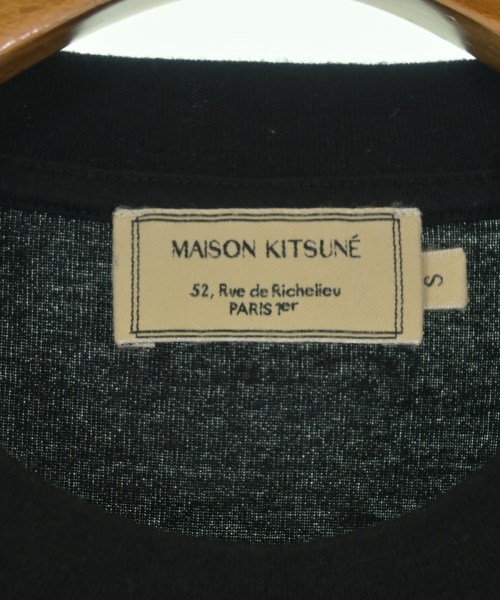 MAISON KITSUNÉ
52, Rue de Richelieu
PARIS 1er
S